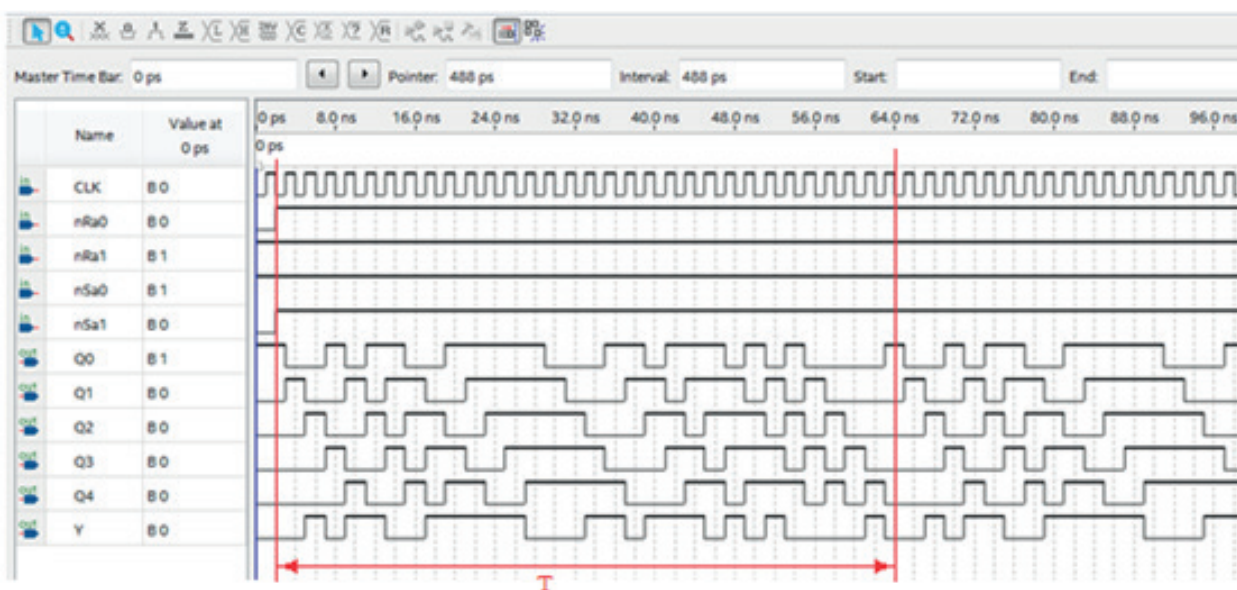 Master Time Bar: 0 ps Pointer: 488 ps Interval: 488 ps Start: End:
Name Value at 0 ps
0 ps 8.0 ns 16.0 ns 24.0 ns 32.0 ns 40.0 ns 48.0 ns 56.0 ns 64.0 ns 72.0 ns 80.0 ns 88.0 ns 96.0 ns
0 ps
CLK B 0
nRa0 B 0
nRa1 B 1
nSa0 B 1
nSa1 B 0
Q0 B 1
Q1 B 0
Q2 B 0
Q3 B 0
Q4 B 0
Y B 0
T